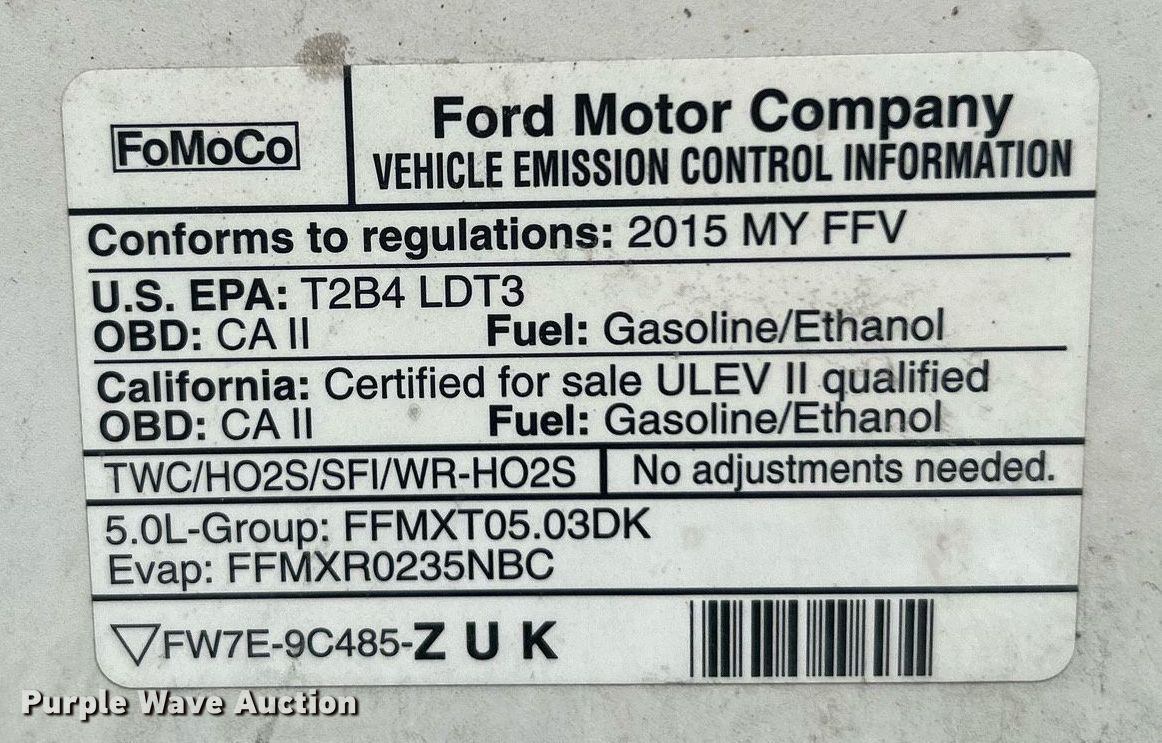 FoMoCo
Ford Motor Company
VEHICLE EMISSION CONTROL INFORMATION
Conforms to regulations: 2015 MY FFV
U.S. EPA: T2B4 LDT3
OBD: CA II Fuel: Gasoline/Ethanol
California: Certified for sale ULEV II qualified
OBD: CA II Fuel: Gasoline/Ethanol
TWC/HO2S/SFI/WR-HO2S No adjustments needed.
5.0L-Group: FFMXT05.03DK
Evap: FFMXR0235NBC
FW7E-9C485-Z U K
Purple Wave Auction